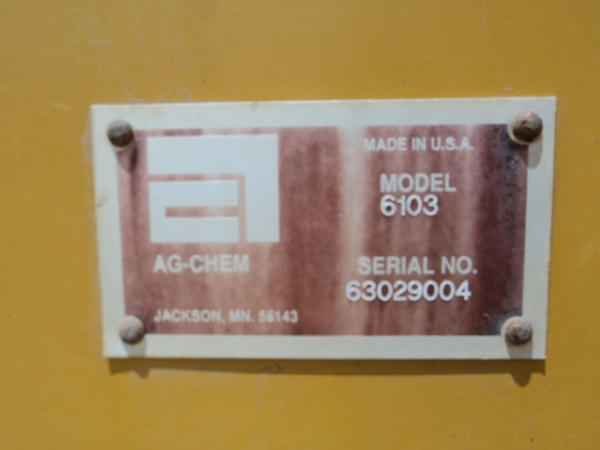 MADE IN U.S.A.
MODEL
6103
AG-CHEM
SERIAL NO.
63029004
JACKSON, MN. 56143